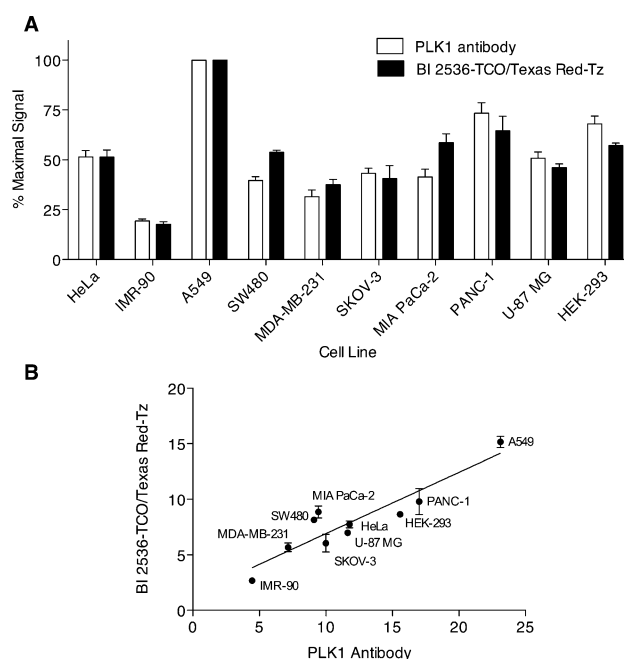 A
PLK1 antibody
BI 2536-TCO/Texas Red-Tz
% Maximal Signal
100
75
50
25
0
HeLa
IMR-90
A549
SW480
MDA-MB-231
SKOV-3
MIA PaCa-2
PANC-1
U-87 MG
HEK-293
Cell Line
B
BI 2536-TCO/Texas Red-Tz
20
15
10
5
0
A549
MIA PaCa-2
PANC-1
SW480
HEK-293
HeLa
MDA-MB-231
U-87 MG
SKOV-3
IMR-90
0
5
10
15
20
25
PLK1 Antibody